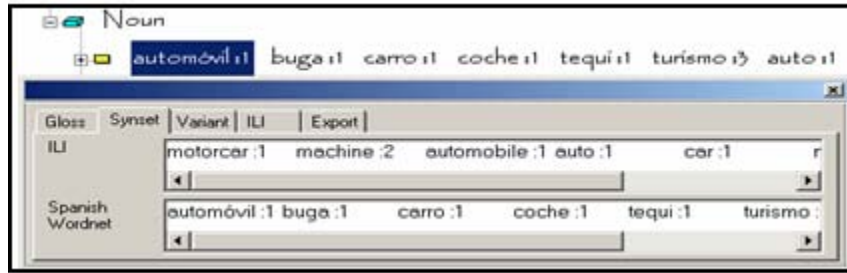 Noun
automóvil :1 buga :1 carro :1 coche :1 tequi :1 turismo :3 auto :1
Gloss Synset Variant ILI Export
ILI motorcar :1 machine :2 automobile :1 auto :1 car :1
Spanish Wordnet automóvil :1 buga :1 carro :1 coche :1 tequi :1 turismo :